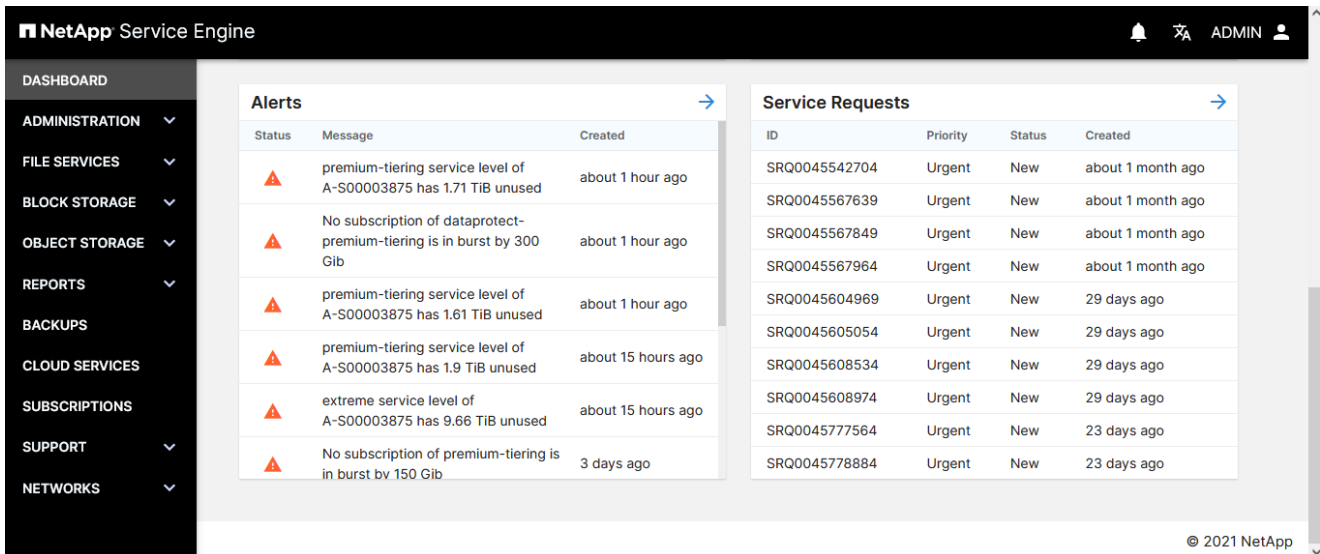 NetApp Service Engine
ADMIN
DASHBOARD
ADMINISTRATION
FILE SERVICES
BLOCK STORAGE
OBJECT STORAGE
REPORTS
BACKUPS
CLOUD SERVICES
SUBSCRIPTIONS
SUPPORT
NETWORKS
Alerts
Status Message Created
premium-tiering service level of
A-S00003875 has 1.71 TiB unused
about 1 hour ago
No subscription of dataprotect-
premium-tiering is in burst by 300
Gib
about 1 hour ago
premium-tiering service level of
A-S00003875 has 1.61 TiB unused
about 1 hour ago
premium-tiering service level of
A-S00003875 has 1.9 TiB unused
about 15 hours ago
extreme service level of
A-S00003875 has 9.66 TiB unused
about 15 hours ago
No subscription of premium-tiering is
in burst by 150 Gib
3 days ago
Service Requests
ID Priority Status Created
SRQ0045542704 Urgent New about 1 month ago
SRQ0045567639 Urgent New about 1 month ago
SRQ0045567849 Urgent New about 1 month ago
SRQ0045567964 Urgent New about 1 month ago
SRQ0045604969 Urgent New 29 days ago
SRQ0045605054 Urgent New 29 days ago
SRQ0045608534 Urgent New 29 days ago
SRQ0045608974 Urgent New 29 days ago
SRQ0045777564 Urgent New 23 days ago
SRQ0045778884 Urgent New 23 days ago
© 2021 NetApp